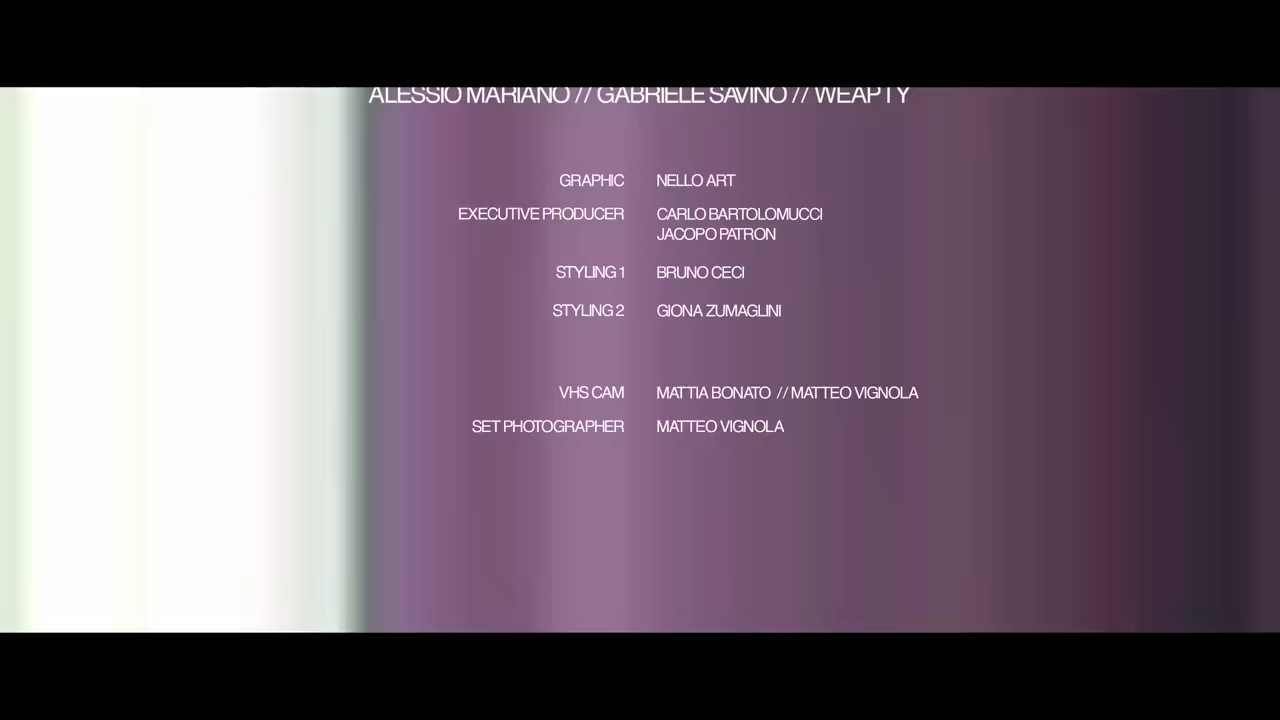 ALESSIO MARIANO // GABRIELE SAVINO // WEAPTY
GRAPHIC NELLO ART
EXECUTIVE PRODUCER CARLO BARTOLOMUCCI
JACOPO PATRON
STYLING 1 BRUNO CECI
STYLING 2 GIONA ZUMAGLINI
VHS CAM MATTIA BONATO // MATTEO VIGNOLA
SET PHOTOGRAPHER MATTEO VIGNOLA